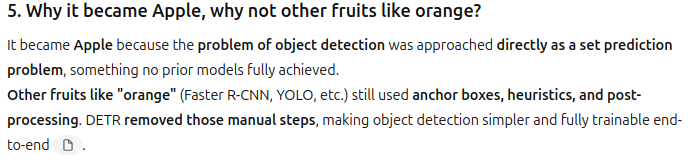 5. Why it became Apple, why not other fruits like orange?
It became Apple because the problem of object detection was approached directly as a set prediction
problem, something no prior models fully achieved.
Other fruits like "orange" (Faster R-CNN, YOLO, etc.) still used anchor boxes, heuristics, and post-
processing. DETR removed those manual steps, making object detection simpler and fully trainable end-
to-end .